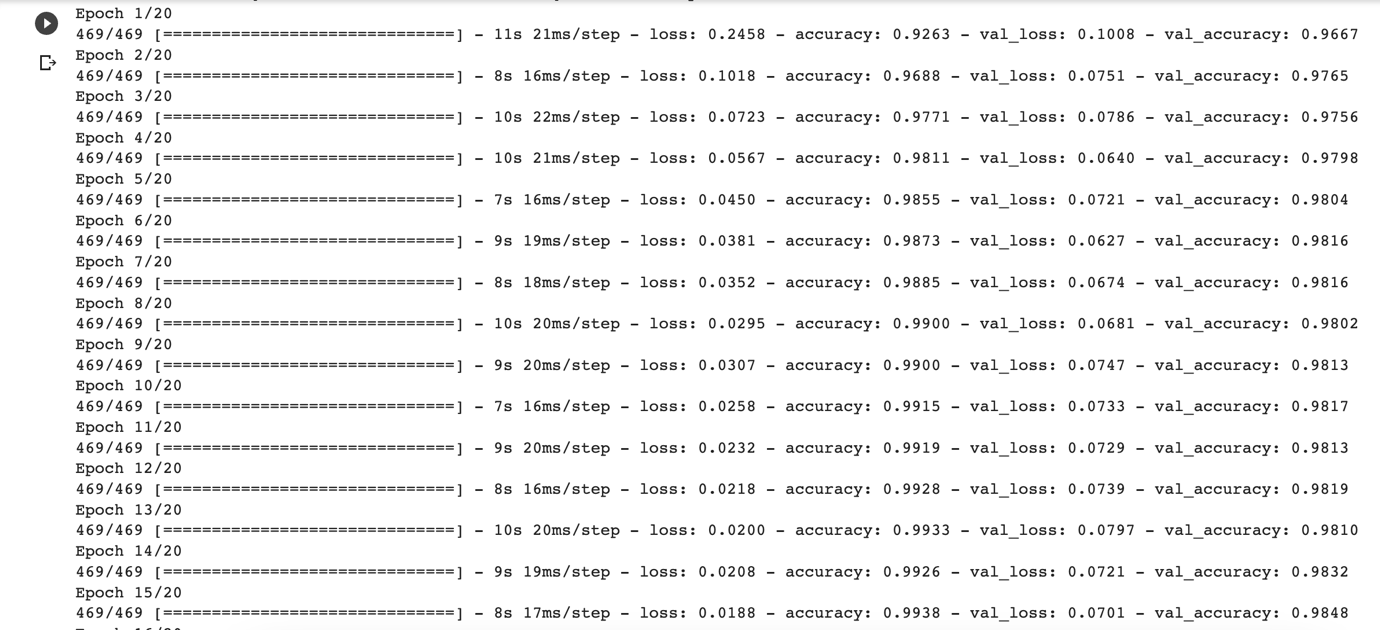 Epoch 1/20
469/469 [==============================] - 11s 21ms/step - loss: 0.2458 - accuracy: 0.9263 - val_loss: 0.1008 - val_accuracy: 0.9667
Epoch 2/20
469/469 [==============================] - 8s 16ms/step - loss: 0.1018 - accuracy: 0.9688 - val_loss: 0.0751 - val_accuracy: 0.9765
Epoch 3/20
469/469 [==============================] - 10s 22ms/step - loss: 0.0723 - accuracy: 0.9771 - val_loss: 0.0786 - val_accuracy: 0.9756
Epoch 4/20
469/469 [==============================] - 10s 21ms/step - loss: 0.0567 - accuracy: 0.9811 - val_loss: 0.0640 - val_accuracy: 0.9798
Epoch 5/20
469/469 [==============================] - 7s 16ms/step - loss: 0.0450 - accuracy: 0.9855 - val_loss: 0.0721 - val_accuracy: 0.9804
Epoch 6/20
469/469 [==============================] - 9s 19ms/step - loss: 0.0381 - accuracy: 0.9873 - val_loss: 0.0627 - val_accuracy: 0.9816
Epoch 7/20
469/469 [==============================] - 8s 18ms/step - loss: 0.0352 - accuracy: 0.9885 - val_loss: 0.0674 - val_accuracy: 0.9816
Epoch 8/20
469/469 [==============================] - 10s 20ms/step - loss: 0.0295 - accuracy: 0.9900 - val_loss: 0.0681 - val_accuracy: 0.9802
Epoch 9/20
469/469 [==============================] - 9s 20ms/step - loss: 0.0307 - accuracy: 0.9900 - val_loss: 0.0747 - val_accuracy: 0.9813
Epoch 10/20
469/469 [==============================] - 7s 16ms/step - loss: 0.0258 - accuracy: 0.9915 - val_loss: 0.0733 - val_accuracy: 0.9817
Epoch 11/20
469/469 [==============================] - 9s 20ms/step - loss: 0.0232 - accuracy: 0.9919 - val_loss: 0.0729 - val_accuracy: 0.9813
Epoch 12/20
469/469 [==============================] - 8s 16ms/step - loss: 0.0218 - accuracy: 0.9928 - val_loss: 0.0739 - val_accuracy: 0.9819
Epoch 13/20
469/469 [==============================] - 10s 20ms/step - loss: 0.0200 - accuracy: 0.9933 - val_loss: 0.0797 - val_accuracy: 0.9810
Epoch 14/20
469/469 [==============================] - 9s 19ms/step - loss: 0.0208 - accuracy: 0.9926 - val_loss: 0.0721 - val_accuracy: 0.9832
Epoch 15/20
469/469 [==============================] - 8s 17ms/step - loss: 0.0188 - accuracy: 0.9938 - val_loss: 0.0701 - val_accuracy: 0.9848